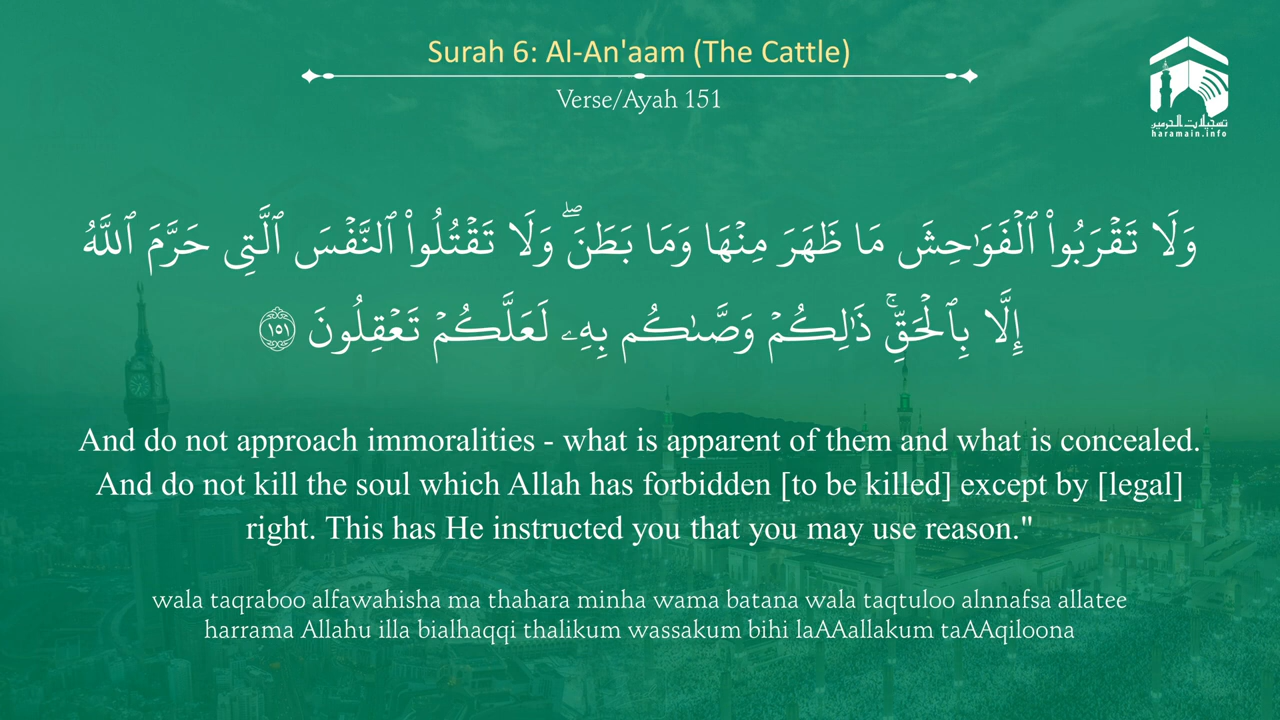 Surah 6: Al-An'aam (The Cattle)
Verse/Ayah 151
تسجيلات الحرمين
haramain.info
وَلَا تَقْرَبُوا۟ ٱلْفَوَٰحِشَ مَا ظَهَرَ مِنْهَا وَمَا بَطَنَ ۖ وَلَا تَقْتُلُوا۟ ٱلنَّفْسَ ٱلَّتِى حَرَّمَ ٱللَّهُ
إِلَّا بِٱلْحَقِّ ۚ ذَٰلِكُمْ وَصَّىٰكُم بِهِۦ لَعَلَّكُمْ تَعْقِلُونَ ١٥١
And do not approach immoralities - what is apparent of them and what is concealed.
And do not kill the soul which Allah has forbidden [to be killed] except by [legal]
right. This has He instructed you that you may use reason."
wala taqraboo alfawahisha ma thahara minha wama batana wala taqtuloo alnnafsa allatee
harrama Allahu illa bialhaqqi thalikum wassakum bihi laAAallakum taAAqiloona